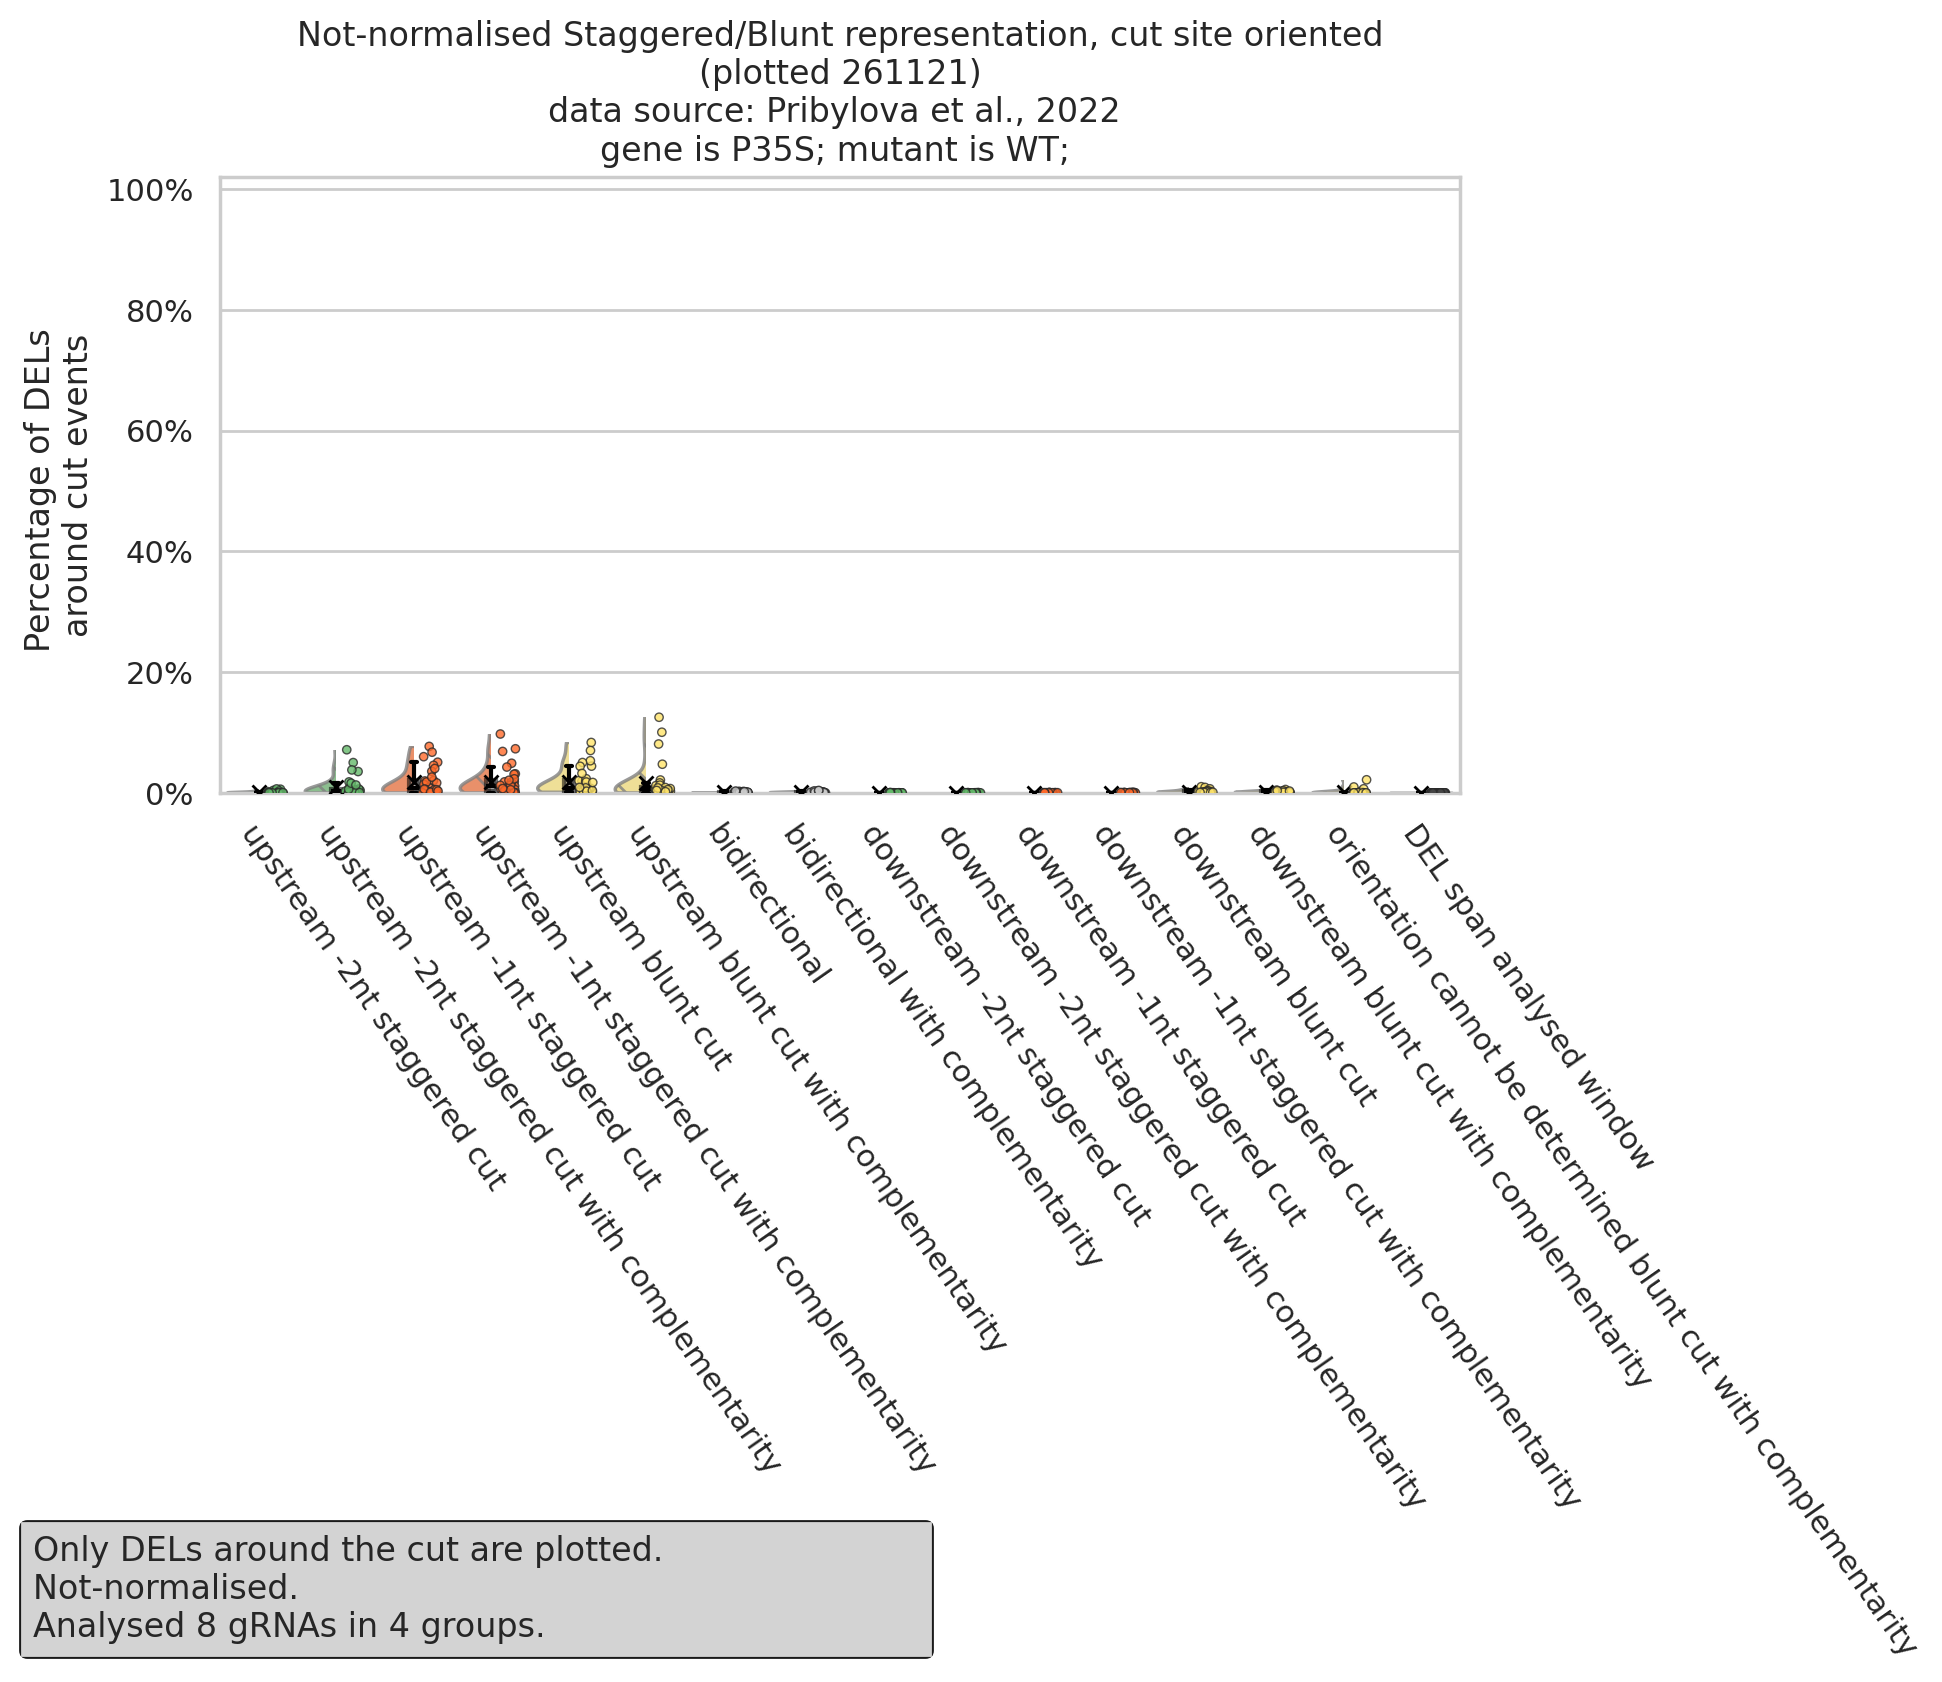 Not-normalised Staggered/Blunt representation, cut site oriented
(plotted 261121)
data source: Pribylova et al., 2022
gene is P35S; mutant is WT;
Percentage of DELs
around cut events
100%
80%
60%
40%
20%
0%
upstream -2nt staggered cut
upstream -2nt staggered cut with complementarity
upstream -1nt staggered cut
upstream -1nt staggered cut with complementarity
upstream blunt cut
upstream blunt cut with complementarity
bidirectional
bidirectional with complementarity
downstream -2nt staggered cut
downstream -2nt staggered cut with complementarity
downstream -1nt staggered cut
downstream -1nt staggered cut with complementarity
downstream blunt cut
downstream blunt cut with complementarity
orientation cannot be determined blunt cut with complementarity
DEL span analysed window
Only DELs around the cut are plotted.
Not-normalised.
Analysed 8 gRNAs in 4 groups.